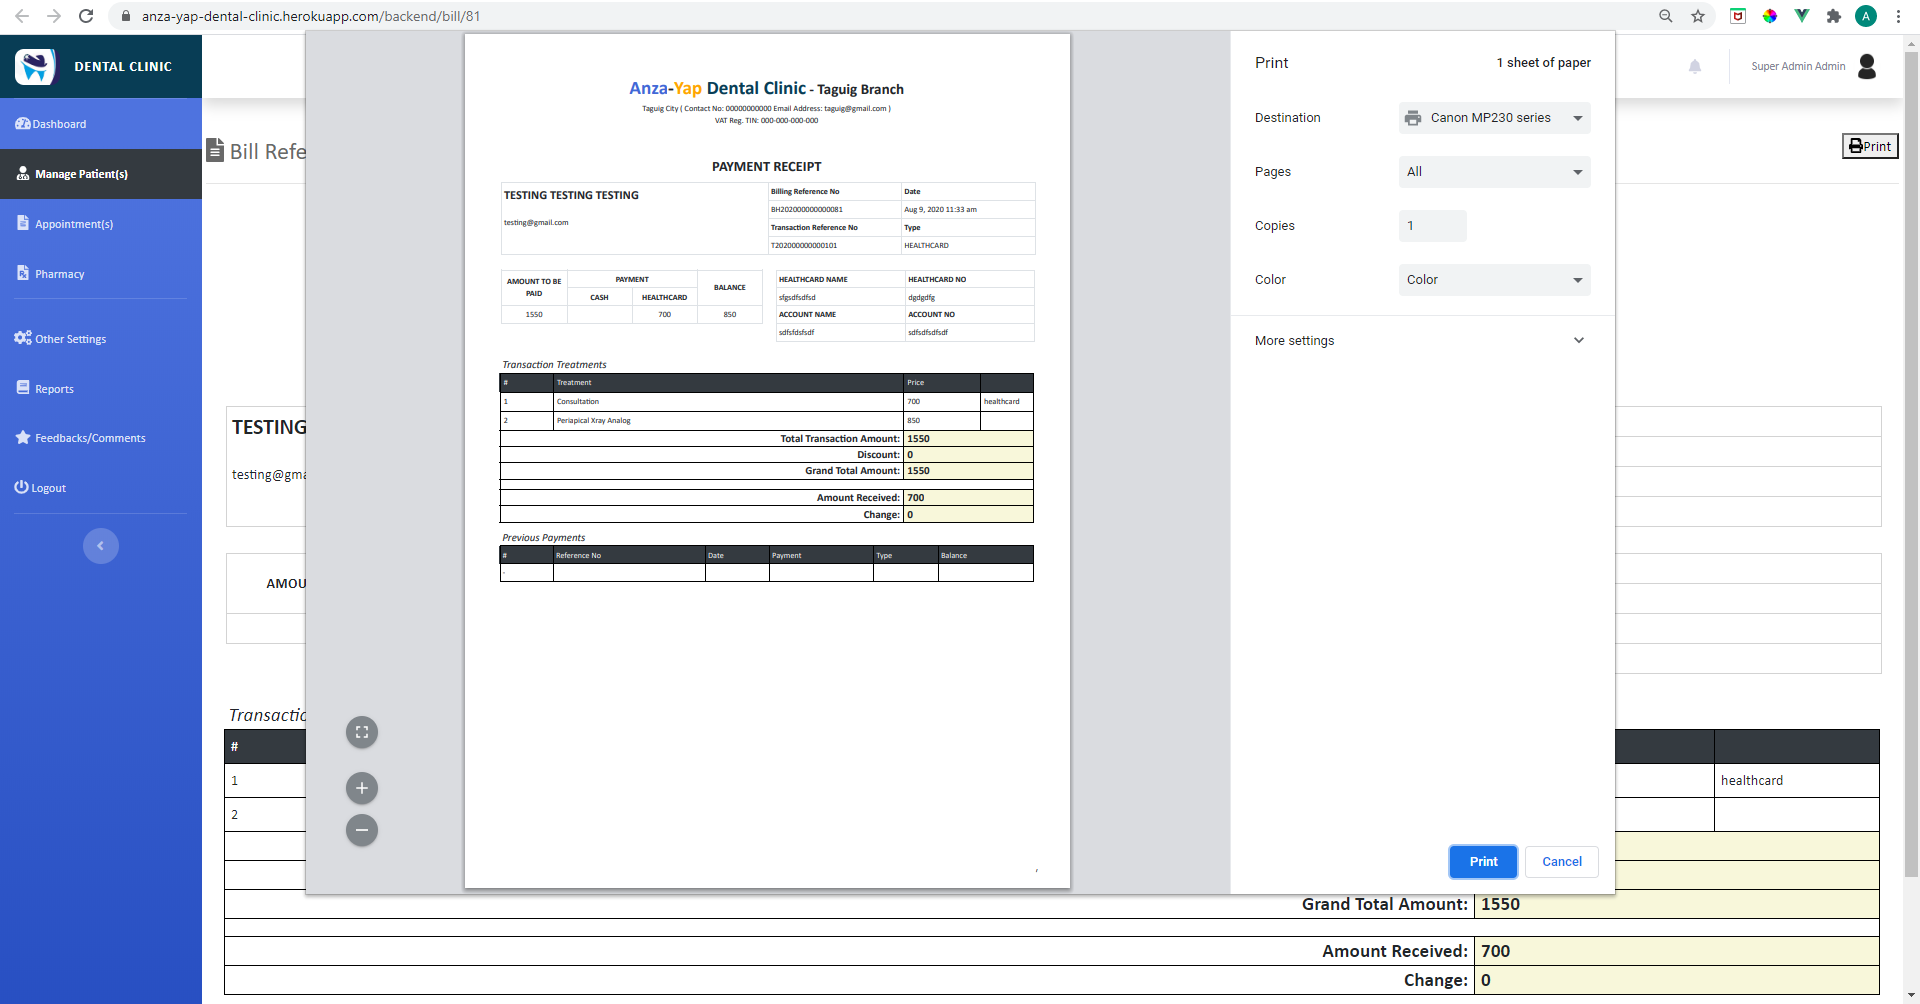 anza-yap-dental-clinic.herokuapp.com/backend/bill/81
A
DENTAL CLINIC
Super Admin Admin
Dashboard
Manage Patient(s)
Appointment(s)
Pharmacy
Other Settings
Reports
Feedbacks/Comments
Logout
Bill Refe
Print
TESTING
testing@gma
AMOU
Transactio
#
1
2
healthcard
Grand Total Amount: 1550
Amount Received: 700
Change: 0
Anza-Yap Dental Clinic - Taguig Branch
Taguig City ( Contact No: 00000000000 Email Address: taguig@gmail.com )
VAT Reg. TIN: 000-000-000-000
PAYMENT RECEIPT
TESTING TESTING TESTING
testing@gmail.com
Billing Reference No Date
BH202000000000081 Aug 9, 2020 11:33 am
Transaction Reference No Type
T202000000000101 HEALTHCARD
AMOUNT TO BE PAID PAYMENT BALANCE
CASH HEALTHCARD
1550 700 850
HEALTHCARD NAME HEALTHCARD NO
sfgsdfsdfsd dgdgdfg
ACCOUNT NAME ACCOUNT NO
sdfsfdsfsdf sdfsdfsdfsdf
Transaction Treatments
# Treatment Price
1 Consultation 700 healthcard
2 Periapical Xray Analog 850
Total Transaction Amount: 1550
Discount: 0
Grand Total Amount: 1550
Amount Received: 700
Change: 0
Previous Payments
# Reference No Date Payment Type Balance
-
Print 1 sheet of paper
Destination Canon MP230 series
Pages All
Copies 1
Color Color
More settings
Print Cancel